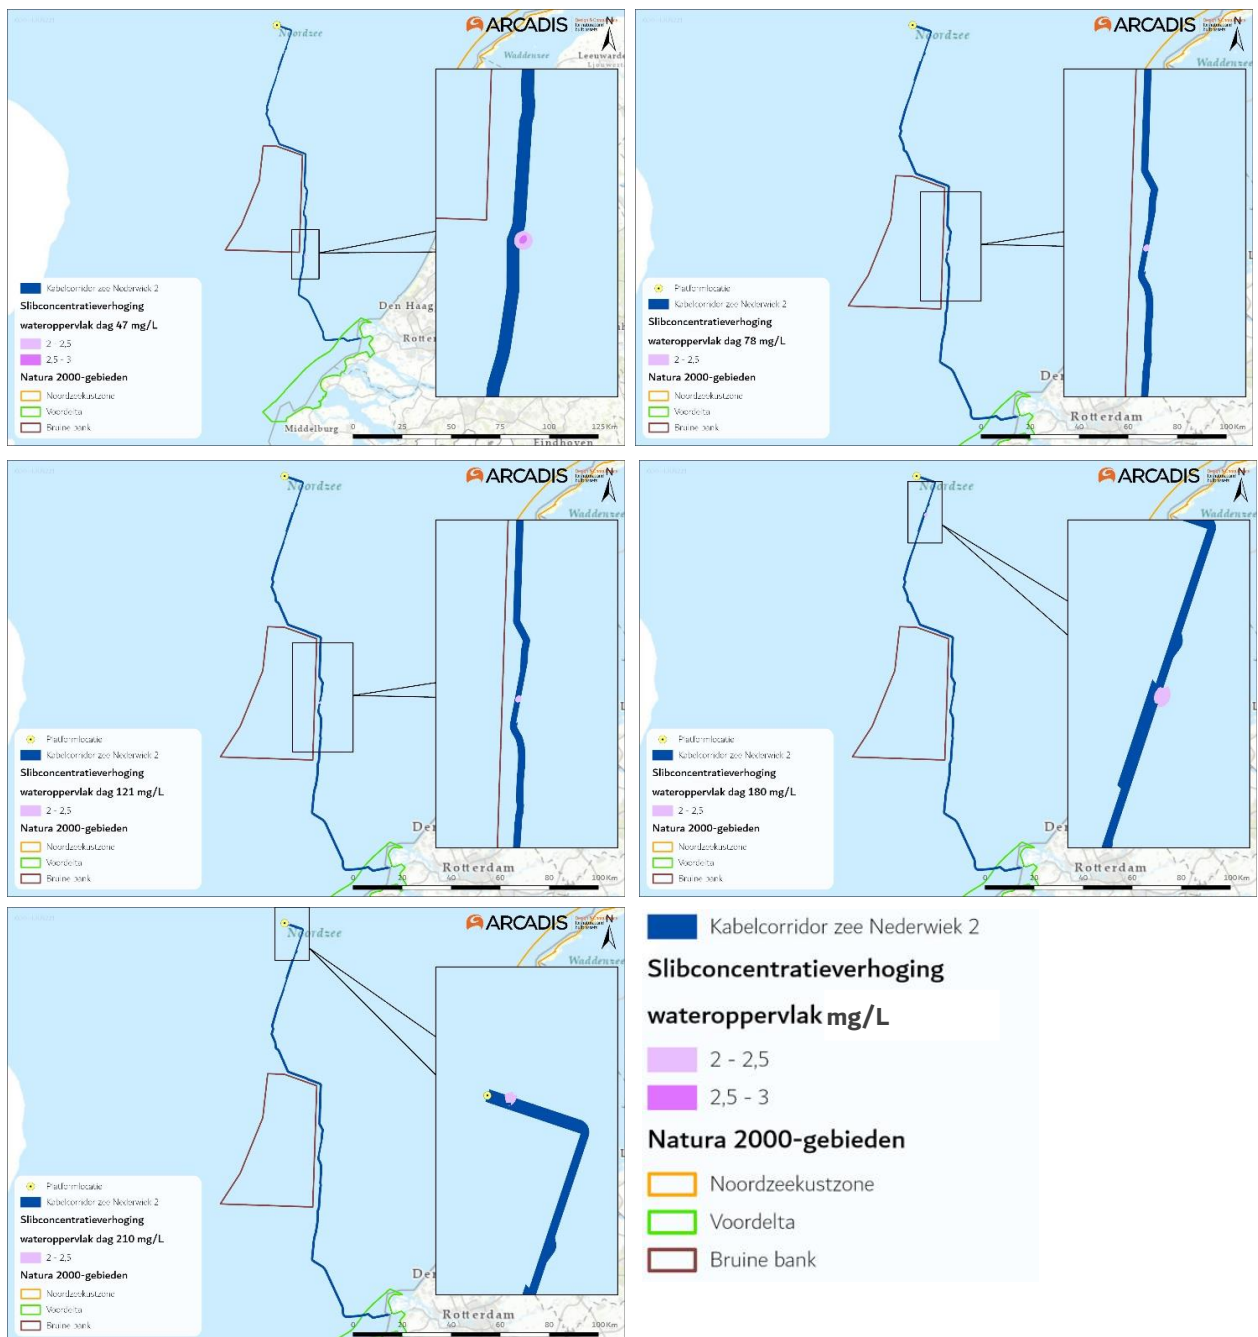 Noordzee
ARCADIS
N
Waddenzee
Leeuwarde
Den Haag
Rotter
Middelburg
Eindhoven
Kabelcorridor zee Nederwiek 2
Slibconcentratieverhoging
wateroppervlak dag 47 mg/L
2 - 2,5
2,5 - 3
Natura 2000-gebieden
Noordzeekustzone
Voordelta
Bruine bank
0 25 50 75 100 125 Km
Noordzee
ARCADIS
N
Waddenzee
Platformlocatie
Kabelcorridor zee Nederwiek 2
Slibconcentratieverhoging
wateroppervlak dag 78 mg/L
2 - 2,5
Natura 2000-gebieden
Noordzeekustzone
Voordelta
Bruine bank
De
Rotterdam
0 20 40 60 80 100 Km
Noordzee
ARCADIS
N
Waddenzee
Platformlocatie
Kabelcorridor zee Nederwiek 2
Slibconcentratieverhoging
wateroppervlak dag 121 mg/L
2 - 2,5
Natura 2000-gebieden
Noordzeekustzone
Voordelta
Bruine bank
De
Rotterdam
0 20 40 60 80 100 Km
Noordzee
ARCADIS
N
Waddenzee
Platformlocatie
Kabelcorridor zee Nederwiek 2
Slibconcentratieverhoging
wateroppervlak dag 180 mg/L
2 - 2,5
Natura 2000-gebieden
Noordzeekustzone
Voordelta
Bruine bank
De
Rotterdam
0 20 40 60 80 100 Km
Noordzee
ARCADIS
N
Waddenzee
Platformlocatie
Kabelcorridor zee Nederwiek 2
Slibconcentratieverhoging
wateroppervlak dag 210 mg/L
2 - 2,5
Natura 2000-gebieden
Noordzeekustzone
Voordelta
Bruine bank
De
Rotterdam
0 20 40 60 80 100 Km
Kabelcorridor zee Nederwiek 2
Slibconcentratieverhoging
wateroppervlak mg/L
2 - 2,5
2,5 - 3
Natura 2000-gebieden
Noordzeekustzone
Voordelta
Bruine bank